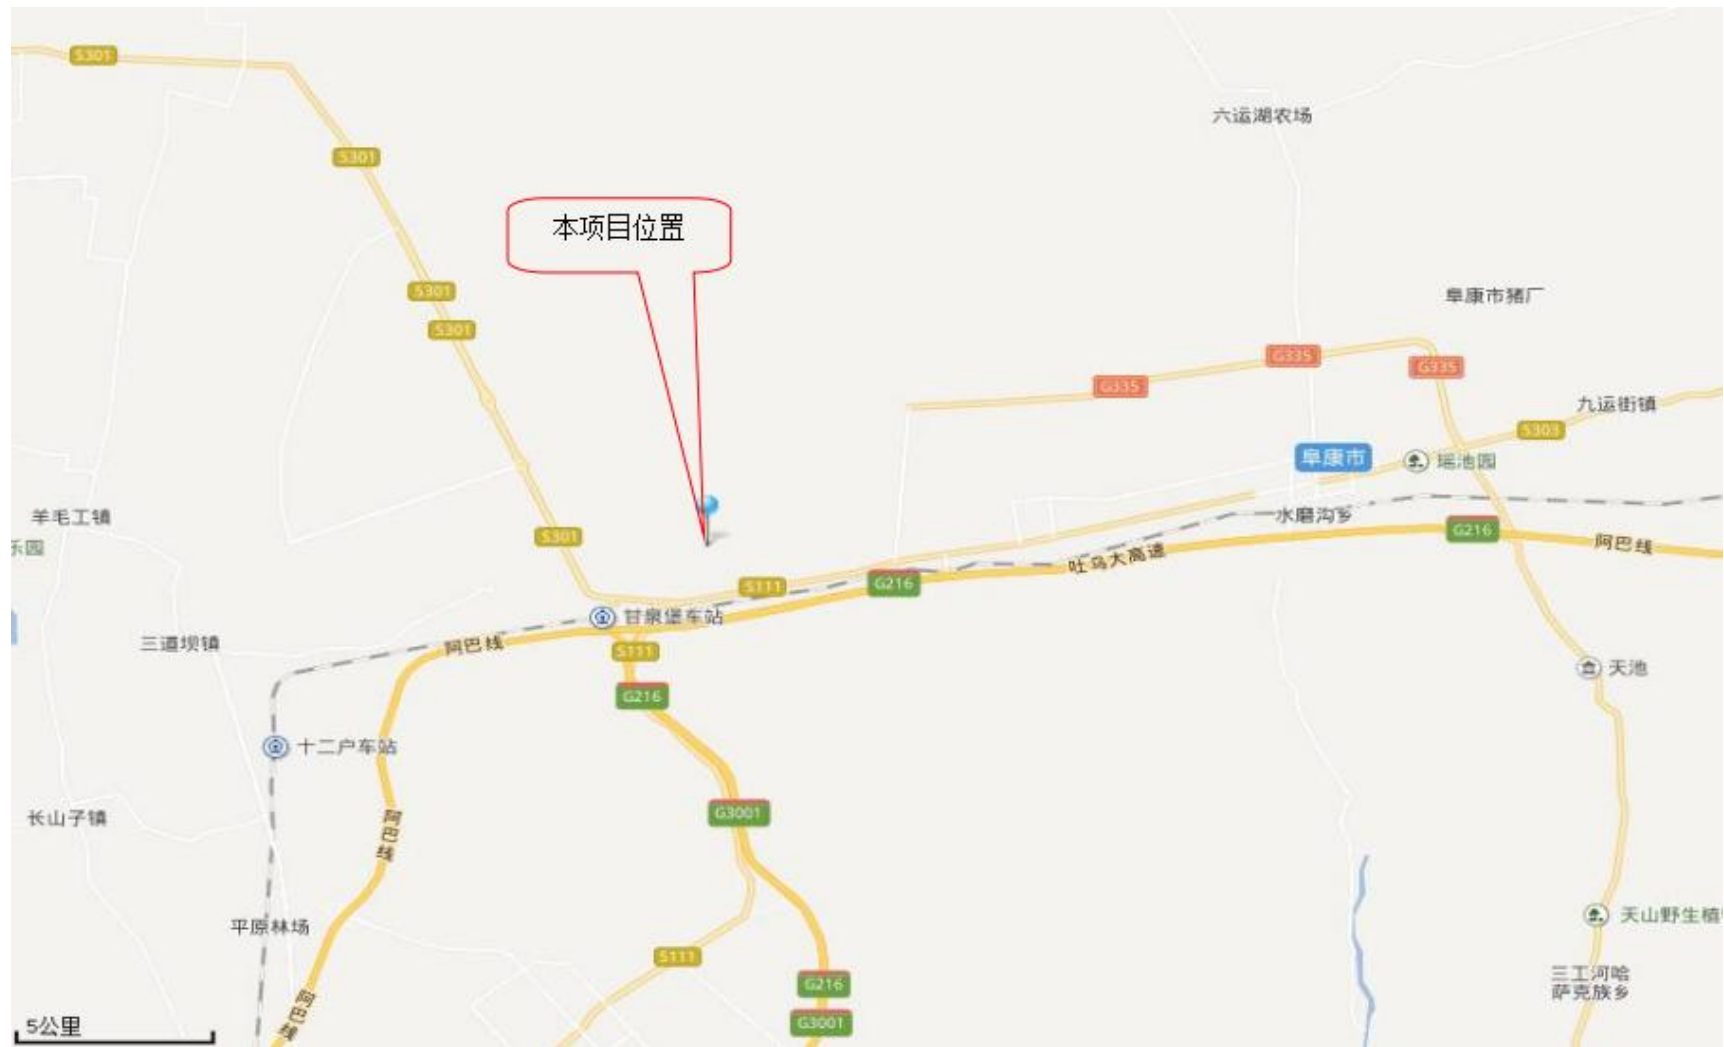 S301
六运湖农场
S301
本项目位置
S301
阜康市猪厂
S301
G335
G335
G335
九运街镇
S303
阜康市
瑶池园
羊毛工镇
水磨沟乡
乐园
S301
G216
阿巴线
吐乌大高速
S111
G216
甘泉堡车站
三道坝镇
阿巴线
S111
天池
G216
十二户车站
G3001
长山子镇
阿巴线
天山野生植
平原林场
S111
三工河哈
萨克族乡
G216
阿巴线
5公里
G3001